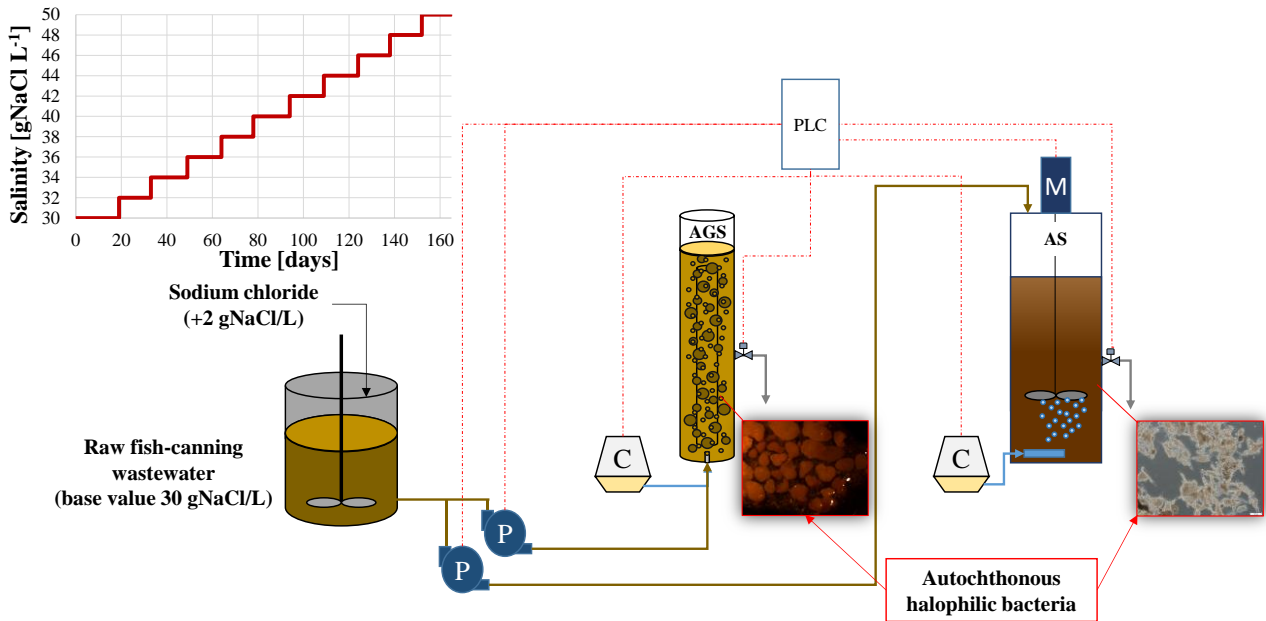 Salinity [gNaCl L-1]
50
48
46
44
42
40
38
36
34
32
30
0 20 40 60 80 100 120 140 160
Time [days]
Sodium chloride
(+2 gNaCl/L)
Raw fish-canning
wastewater
(base value 30 gNaCl/L)
P
P
C
AGS
PLC
M
AS
C
Autochthonous
halophilic bacteria